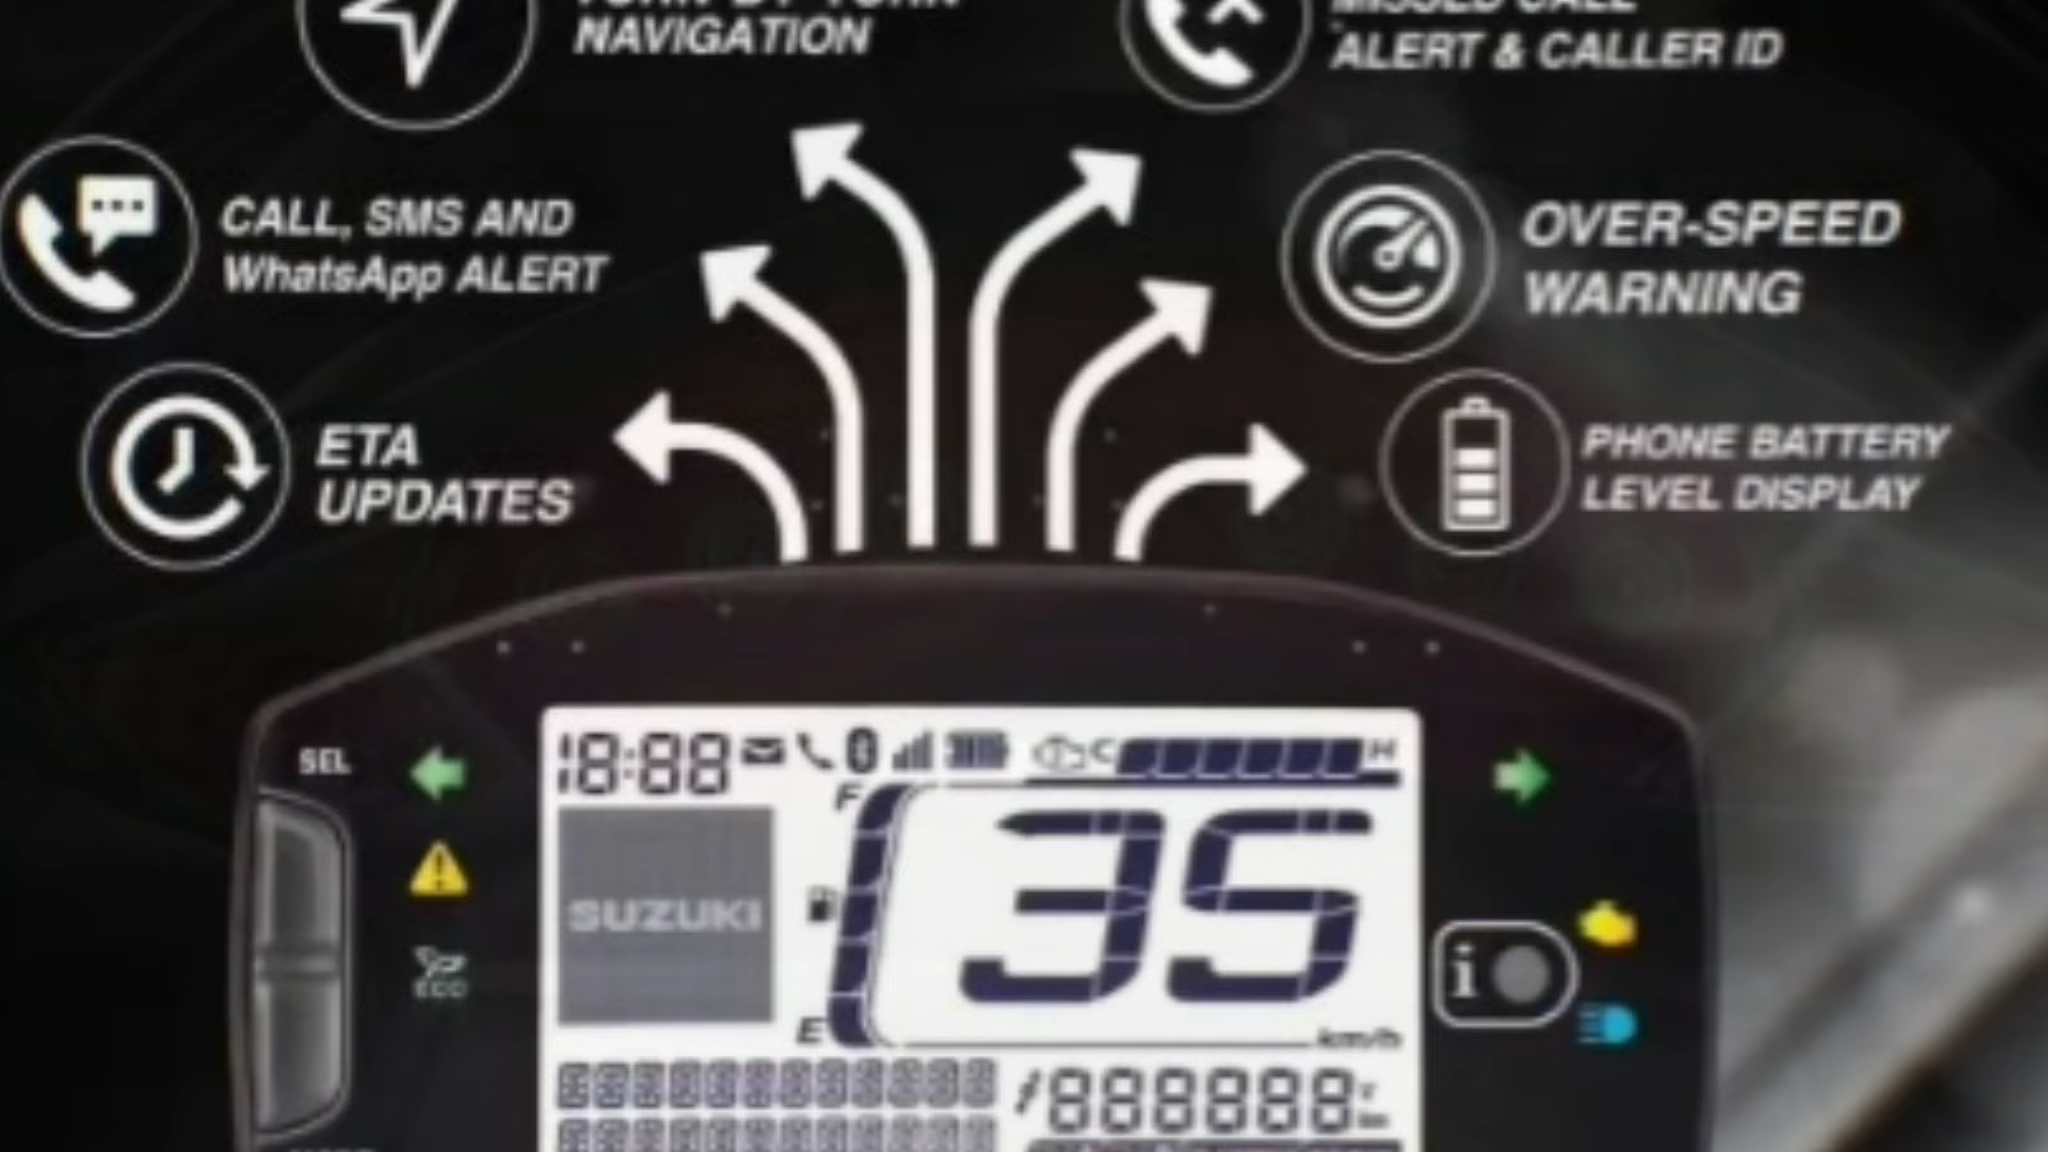 NAVIGATION
ALERT & CALLER ID
CALL, SMS AND
WhatsApp ALERT
OVER-SPEED
WARNING
ETA
UPDATES
PHONE BATTERY
LEVEL DISPLAY
SEL
18:88
C
H
F
35
SUZUKI
ECO
i
E
km/h
888888